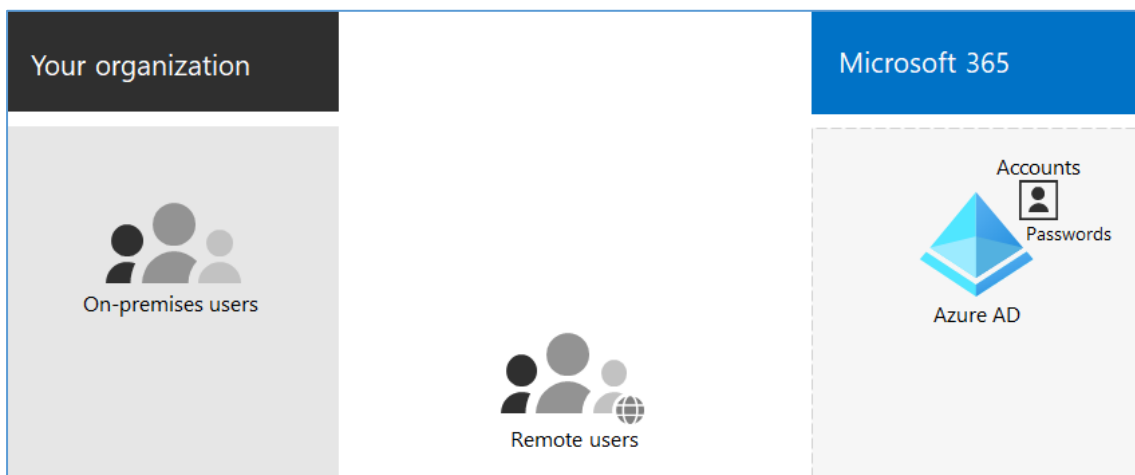 Your organization
Microsoft 365
Accounts
Passwords
On-premises users
Azure AD
Remote users